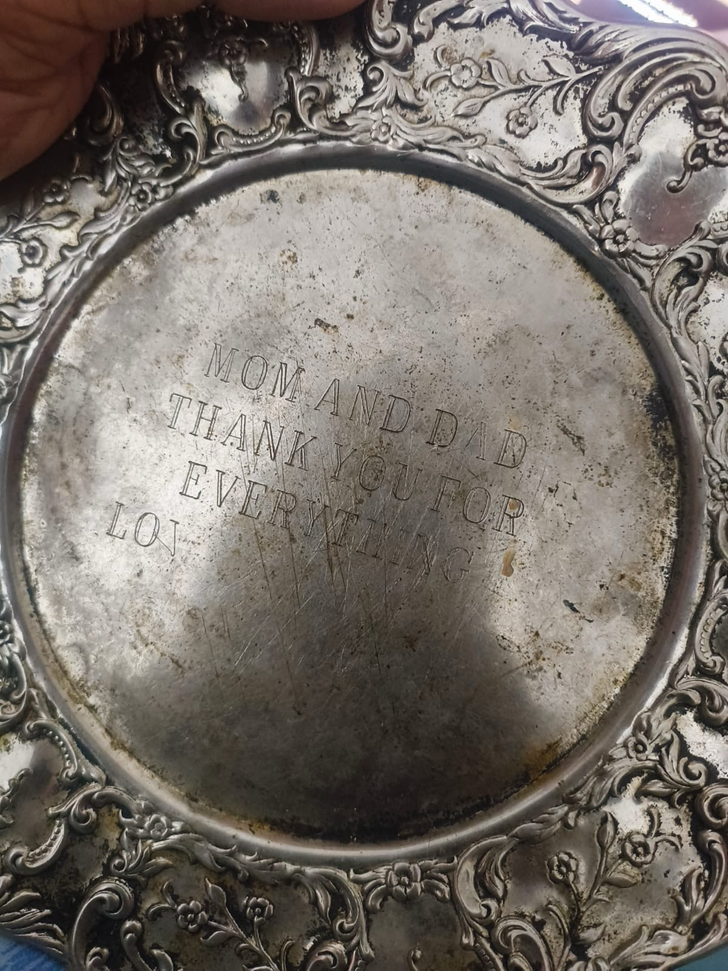 MOM AND DAD
THANK YOU FOR
EVERYTHING